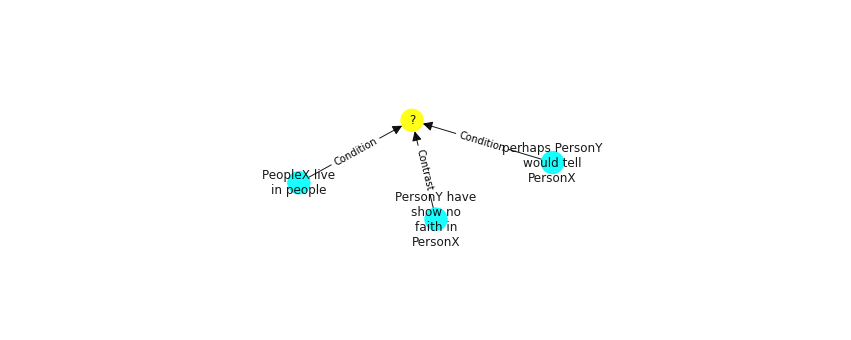 ?
Condition
Condition
perhaps PersonY
would tell
PersonX
Contrast
PeopleX live
in people
PersonY have
show no
faith in
PersonX